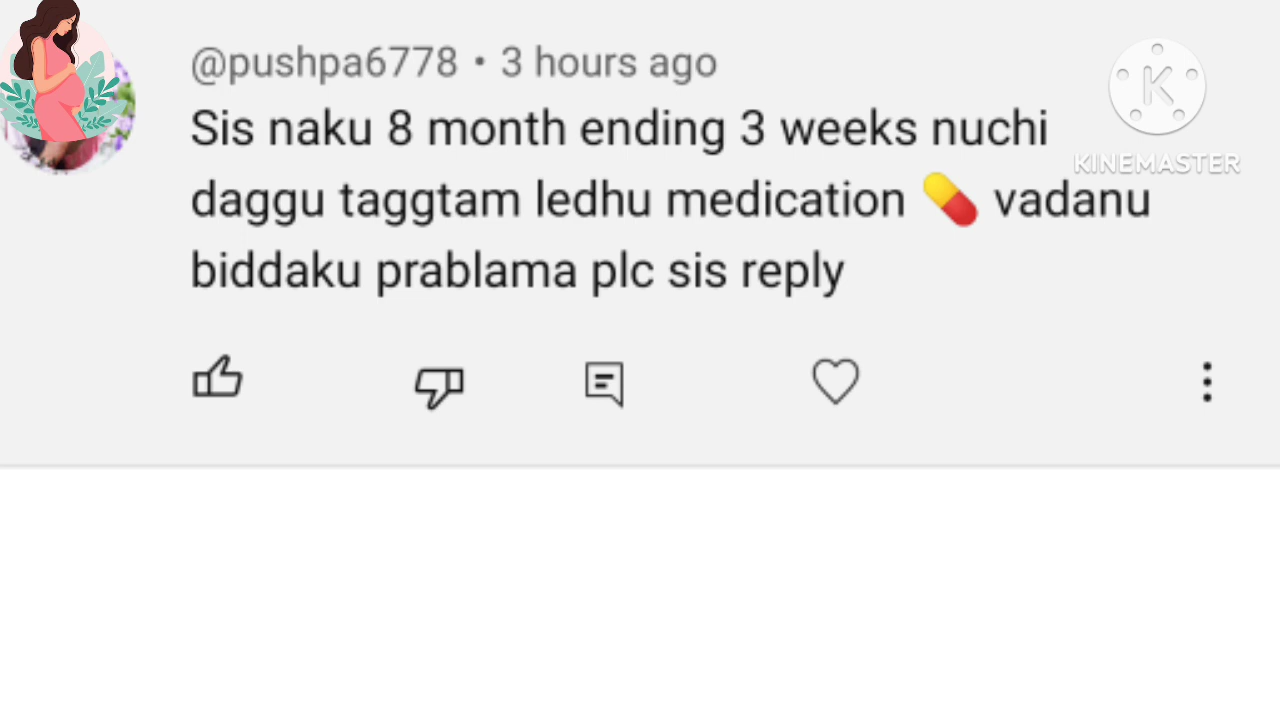 @pushpa6778 • 3 hours ago
Sis naku 8 month ending 3 weeks nuchi
daggu taggtam ledhu medication 💊 vadanu
biddaku prablama plc sis reply
K
KINEMASTER